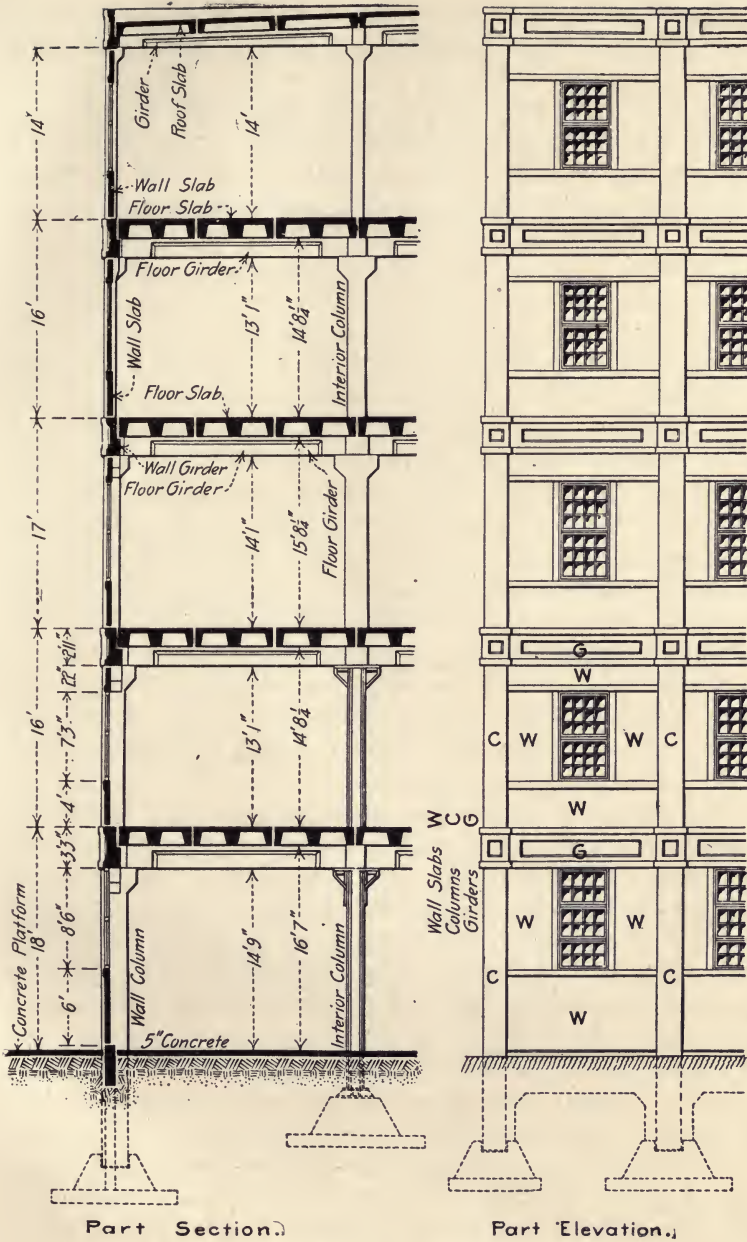 Girder
Roof Slab
14'
14'
Wall Slab
Floor Slab
Floor Girder
16'
Wall Slab
13' 1"
14' 8¼"
Interior Column
Floor Slab
Wall Girder
Floor Girder
17'
14' 1"
15' 8¼"
Floor Girder
2' 11"
22"
16'
7' 3"
4'
13' 1"
14' 8¼"
G
W
C
W
W
C
W
W C G
Wall Slabs
Columns
Girders
G
Concrete Platform
18'
3' 3"
8' 6"
6'
Wall Column
14' 9"
16' 7"
Interior Column
5" Concrete
W
W
C
C
W
Part Section.
Part Elevation.